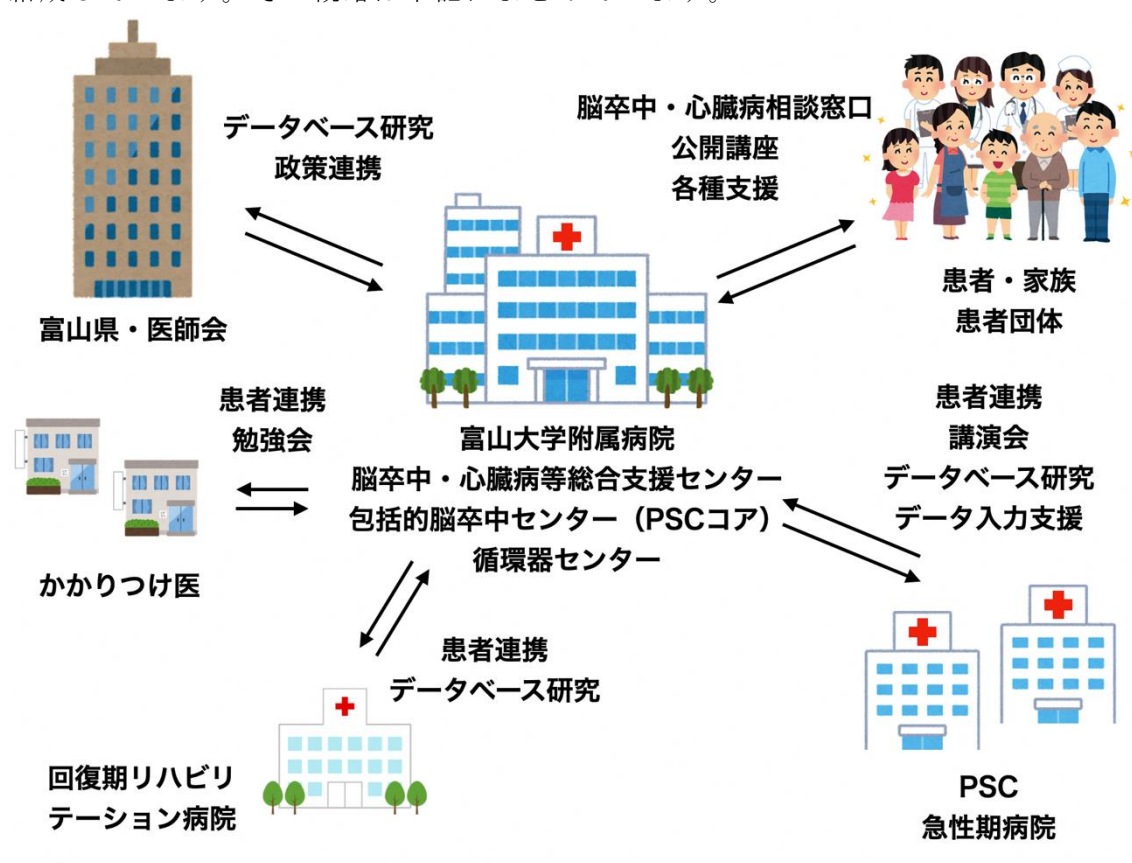 データベース研究
政策連携
脳卒中・心臓病相談窓口
公開講座
各種支援
富山県・医師会
患者・家族
患者団体
患者連携
勉強会
富山大学附属病院
脳卒中・心臓病等総合支援センター
包括的脳卒中センター（PSCコア）
循環器センター
患者連携
講演会
データベース研究
データ入力支援
かかりつけ医
患者連携
データベース研究
回復期リハビリ
テーション病院
PSC
急性期病院